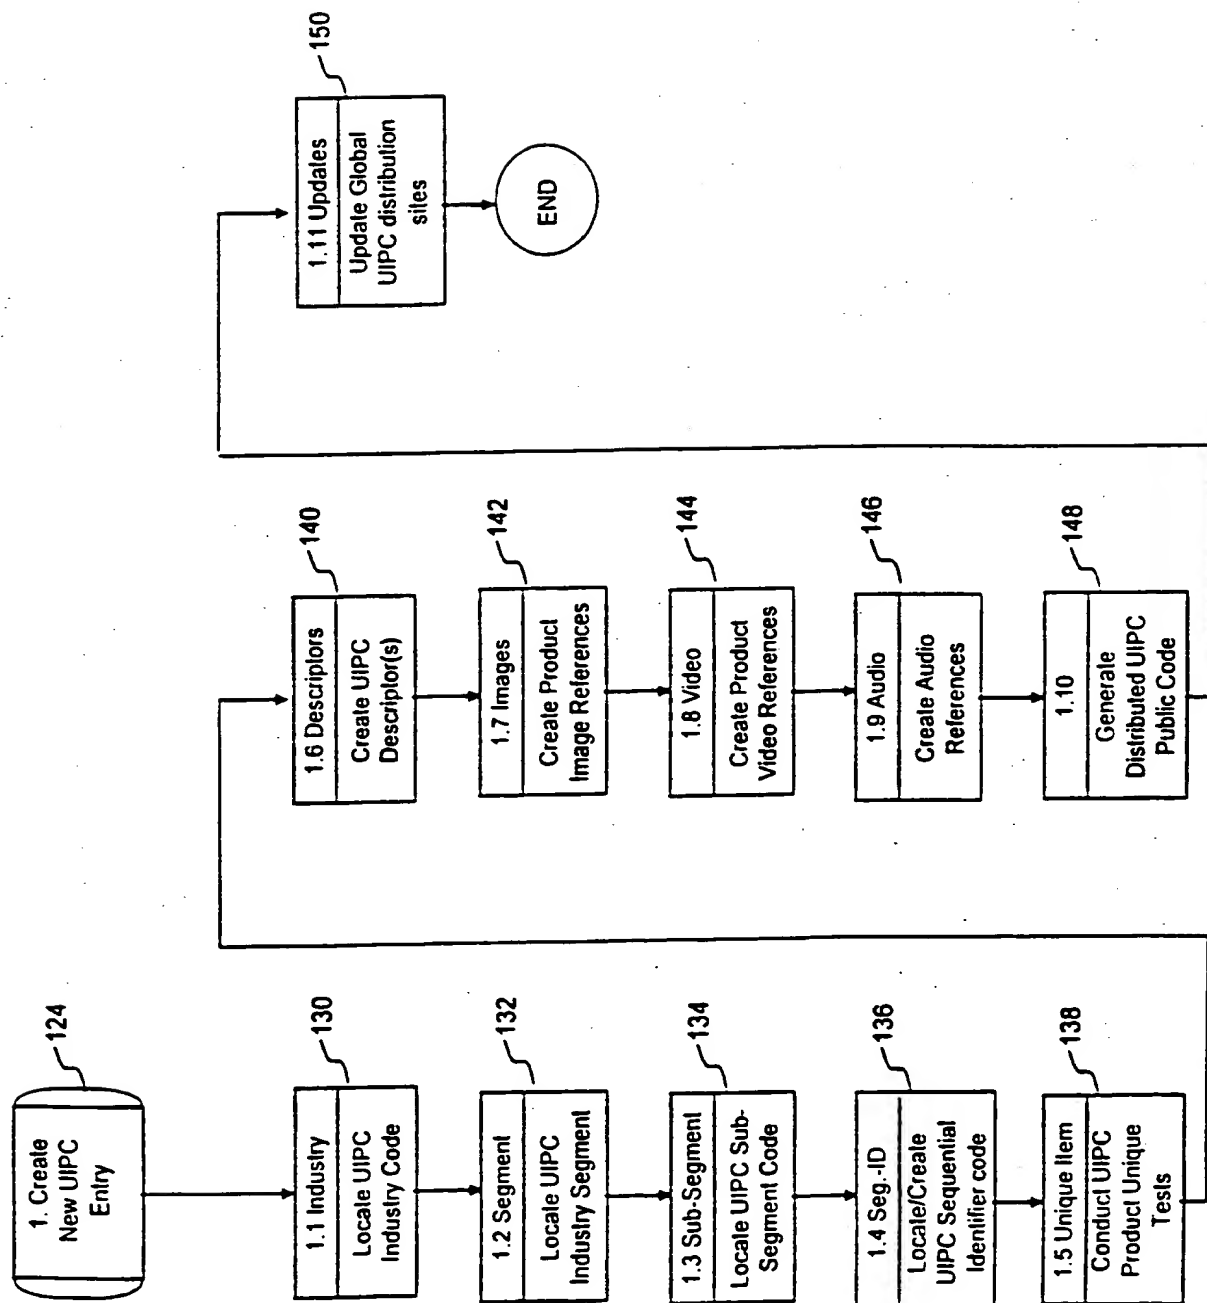 1. Create
New UIPC
Entry
124
1.1 Industry
Locale UIPC
Industry Code
130
1.2 Segment
Locale UIPC
Industry Segment
132
1.3 Sub-Segment
Locale UIPC Sub-
Segment Code
134
1.4 Seg.-ID
Locale/Create
UIPC Sequential
Identifier code
136
1.5 Unique Item
Conduct UIPC
Product Unique
Tests
138
1.6 Descriptors
Create UIPC
Descriptor(s)
140
1.7 Images
Create Product
Image References
142
1.8 Video
Create Product
Video References
144
1.9 Audio
Create Audio
References
146
1.10
Generate
Distributed UIPC
Public Code
148
1.11 Updates
Update Global
UIPC distribution
sites
150
END